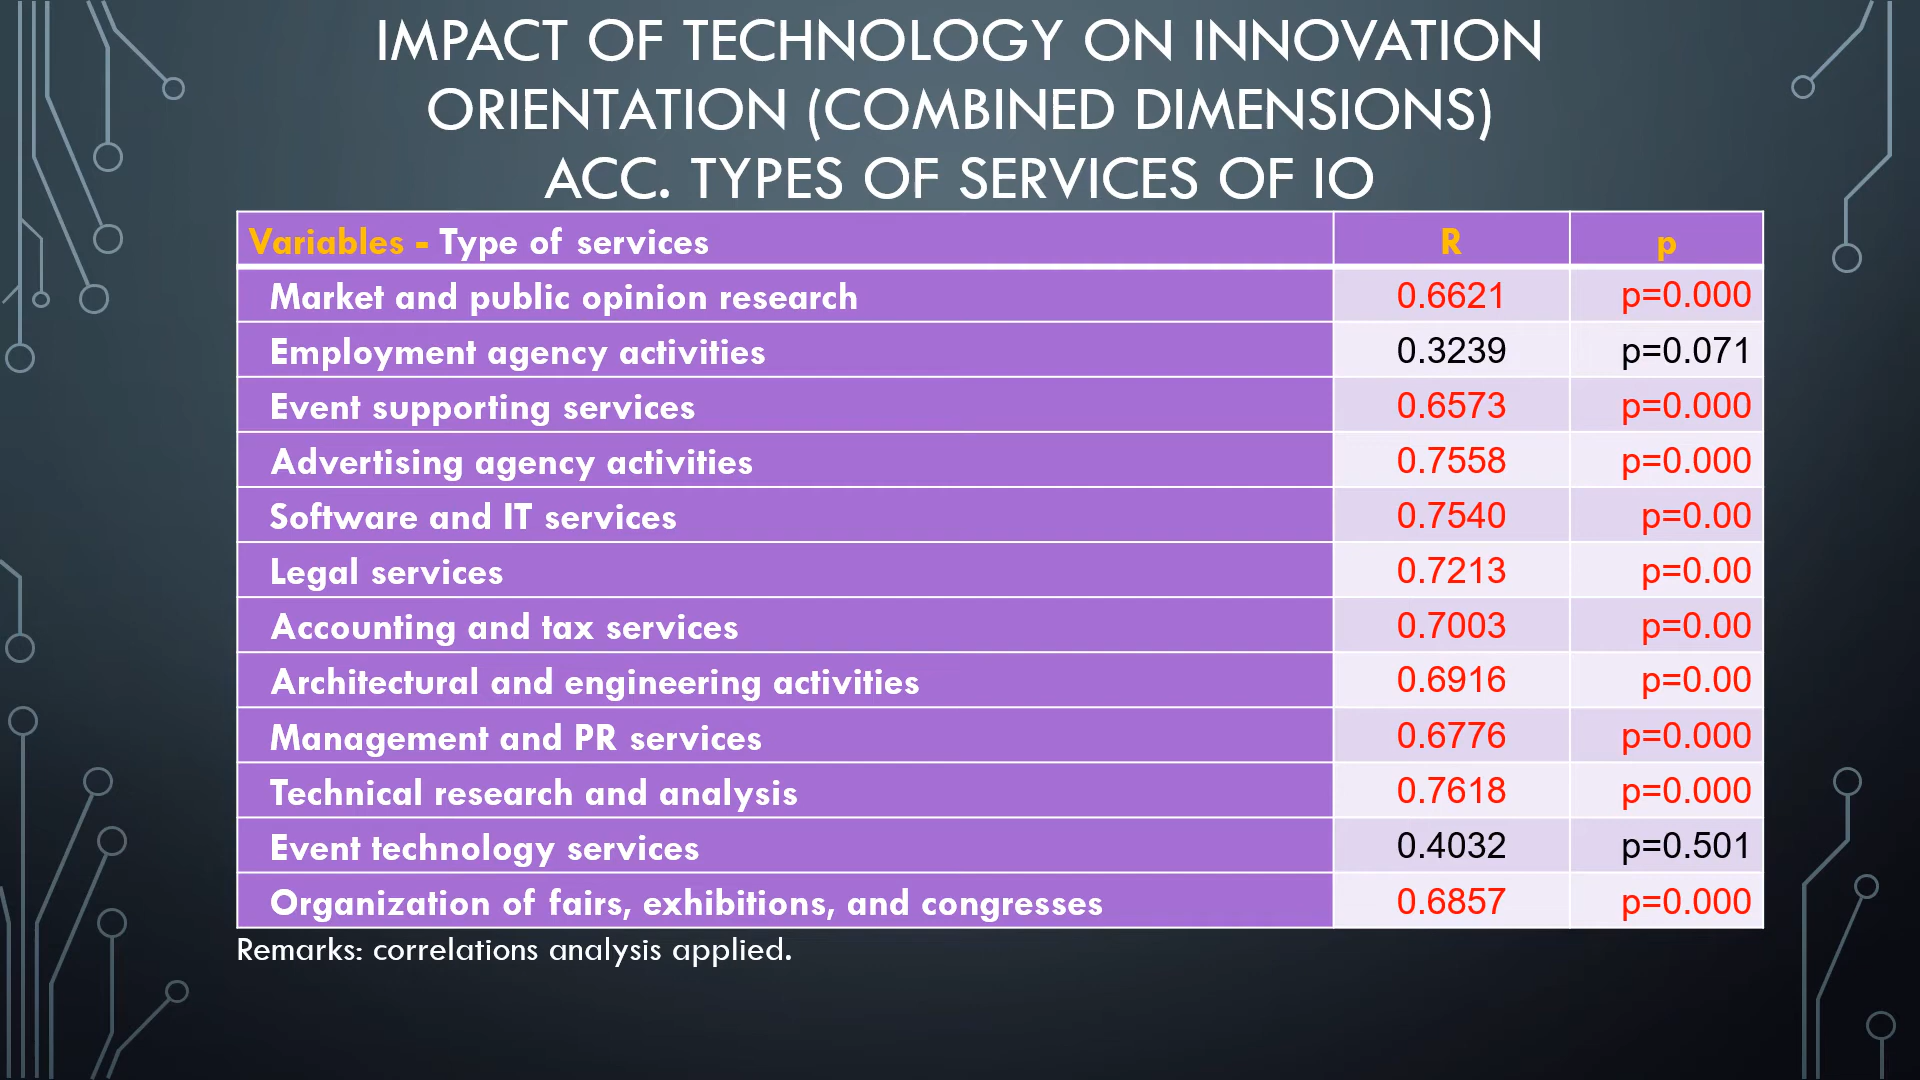 IMPACT OF TECHNOLOGY ON INNOVATION
ORIENTATION (COMBINED DIMENSIONS)
ACC. TYPES OF SERVICES OF IO
Variables - Type of services R p
Market and public opinion research 0.6621 p=0.000
Employment agency activities 0.3239 p=0.071
Event supporting services 0.6573 p=0.000
Advertising agency activities 0.7558 p=0.000
Software and IT services 0.7540 p=0.00
Legal services 0.7213 p=0.00
Accounting and tax services 0.7003 p=0.00
Architectural and engineering activities 0.6916 p=0.00
Management and PR services 0.6776 p=0.000
Technical research and analysis 0.7618 p=0.000
Event technology services 0.4032 p=0.501
Organization of fairs, exhibitions, and congresses 0.6857 p=0.000
Remarks: correlations analysis applied.